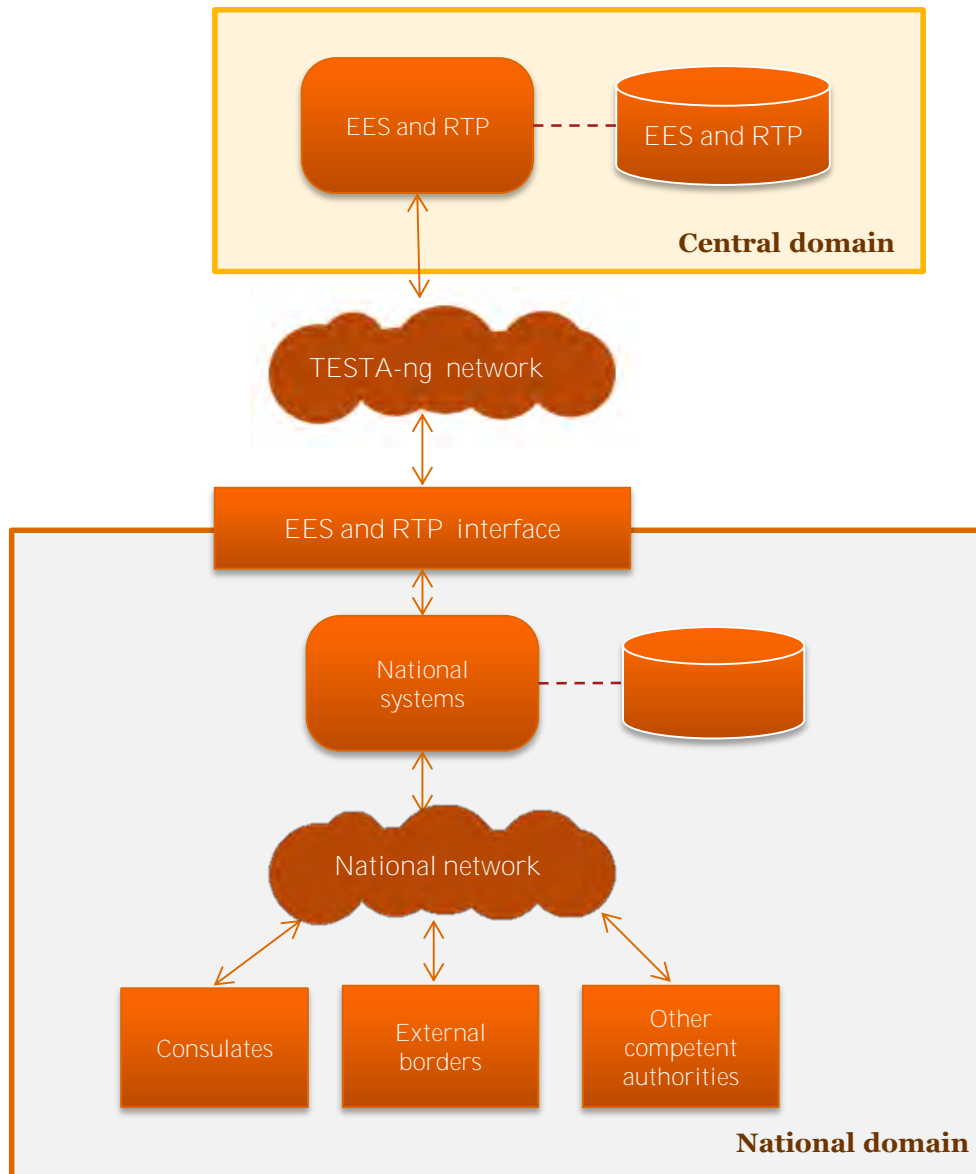 EES and RTP
EES and RTP
Central domain
TESTA-ng network
EES and RTP interface
National
systems
National network
Consulates
External
borders
Other
competent
authorities
National domain